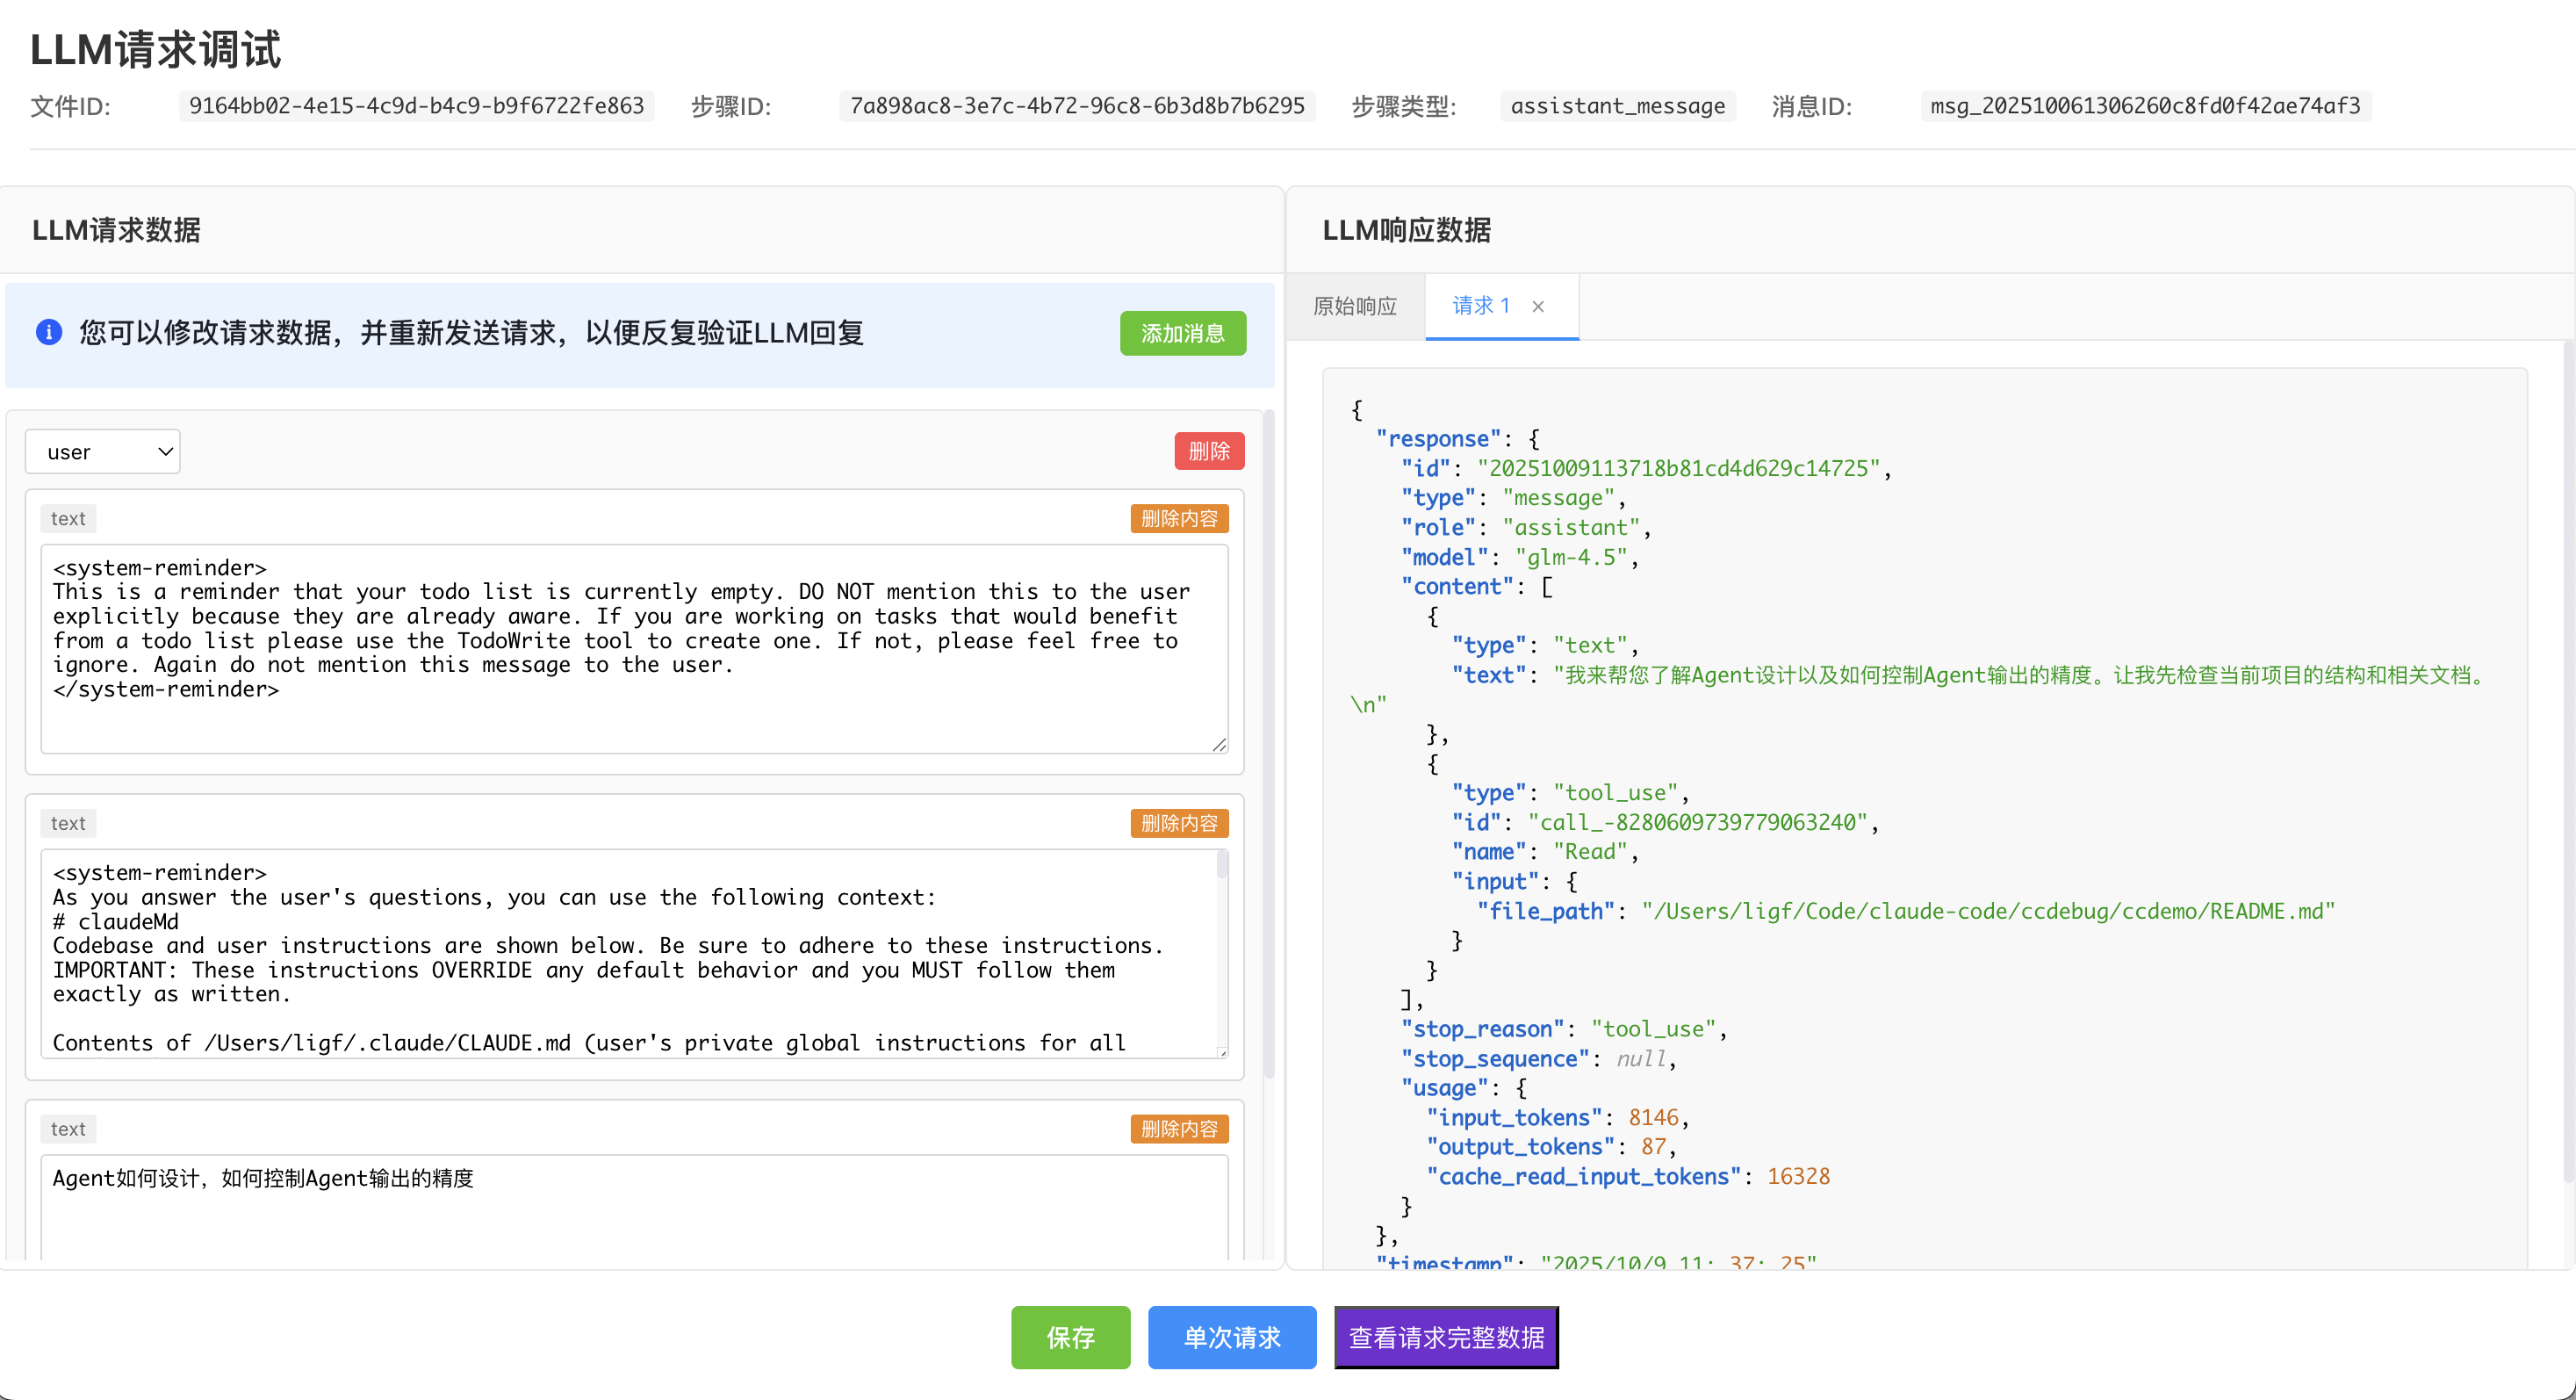 LLM请求调试
文件ID: 9164bb02-4e15-4c9d-b4c9-b9f6722fe863 步骤ID: 7a898ac8-3e7c-4b72-96c8-6b3d8b7b6295 步骤类型: assistant_message 消息ID: msg_202510061306260c8fd0f42ae74af3
LLM请求数据
您可以修改请求数据，并重新发送请求，以便反复验证LLM回复
添加消息
user
删除
text
删除内容
<system-reminder>
This is a reminder that your todo list is currently empty. DO NOT mention this to the user
explicitly because they are already aware. If you are working on tasks that would benefit
from a todo list please use the TodoWrite tool to create one. If not, please feel free to
ignore. Again do not mention this message to the user.
</system-reminder>
text
删除内容
<system-reminder>
As you answer the user's questions, you can use the following context:
# claudeMd
Codebase and user instructions are shown below. Be sure to adhere to these instructions.
IMPORTANT: These instructions OVERRIDE any default behavior and you MUST follow them
exactly as written.
Contents of /Users/ligf/.claude/CLAUDE.md (user's private global instructions for all
text
删除内容
Agent如何设计，如何控制Agent输出的精度
LLM响应数据
原始响应
请求 1 ×
{
"response": {
"id": "20251009113718b81cd4d629c14725",
"type": "message",
"role": "assistant",
"model": "glm-4.5",
"content": [
{
"type": "text",
"text": "我来帮您了解Agent设计以及如何控制Agent输出的精度。让我先检查当前项目的结构和相关文档。
\n"
},
{
"type": "tool_use",
"id": "call_-8280609739779063240",
"name": "Read",
"input": {
"file_path": "/Users/ligf/Code/claude-code/ccdebug/ccdemo/README.md"
}
}
],
"stop_reason": "tool_use",
"stop_sequence": null,
"usage": {
"input_tokens": 8146,
"output_tokens": 87,
"cache_read_input_tokens": 16328
}
},
"timestamp": "2025/10/9 11: 37: 25"
保存
单次请求
查看请求完整数据